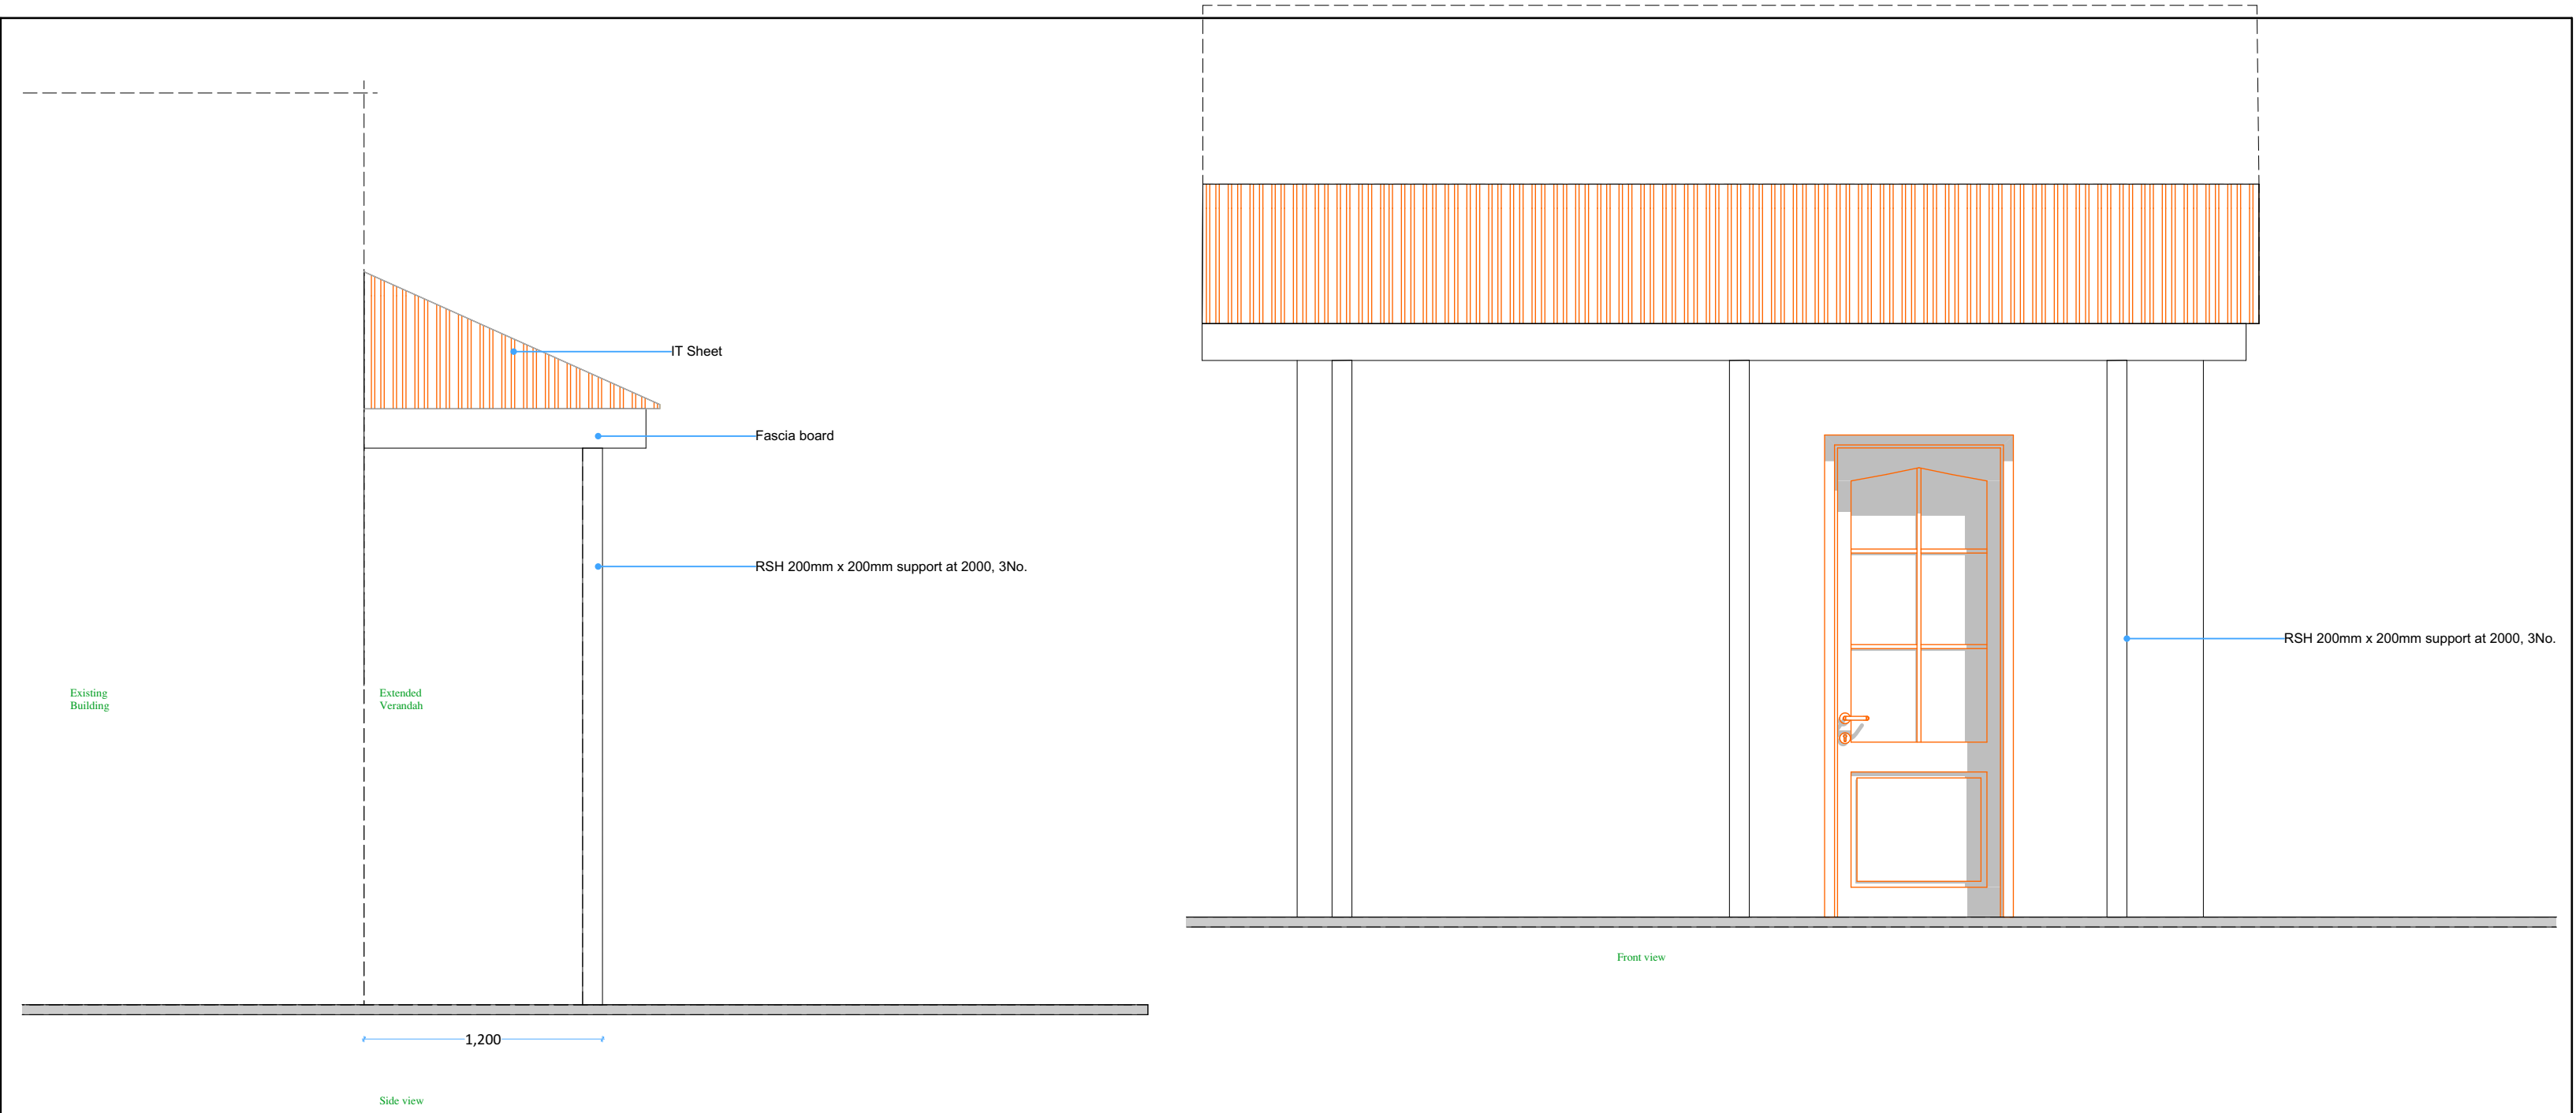 IT Sheet
Fascia board
RSH 200mm x 200mm support at 2000, 3No.
Existing
Building
Extended
Verandah
1,200
Side view
RSH 200mm x 200mm support at 2000, 3No.
Front view